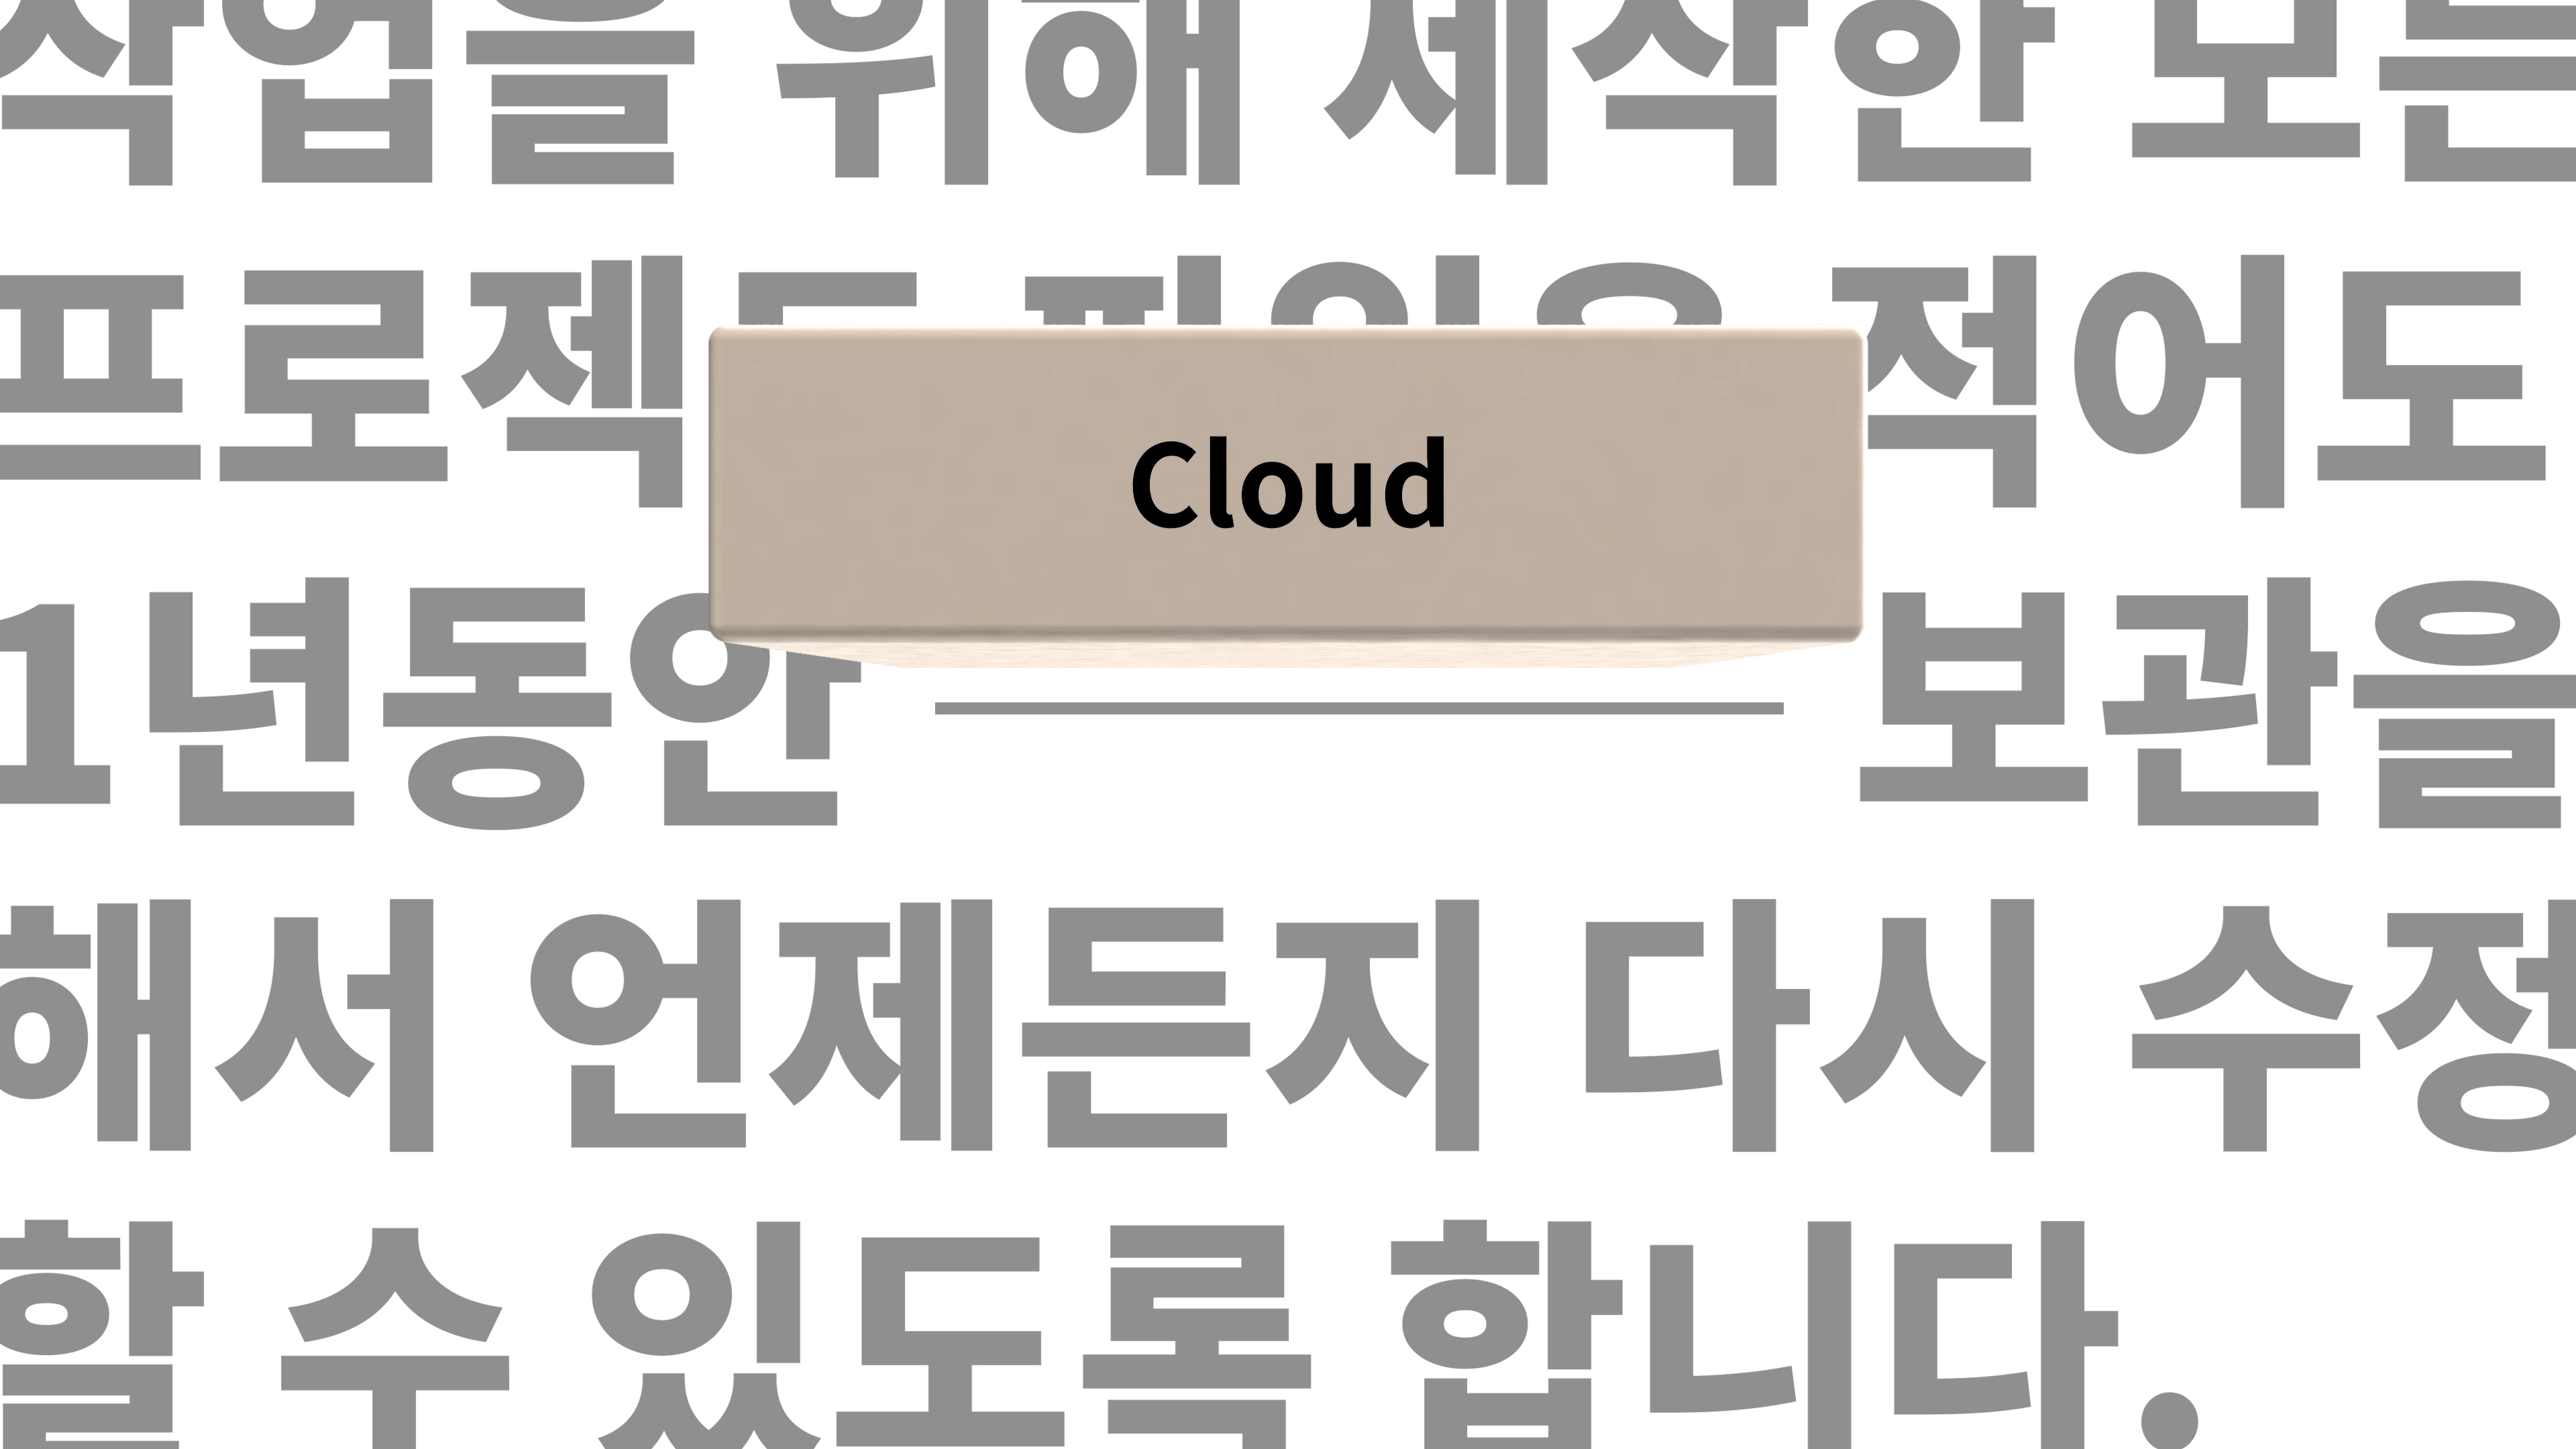 작업을 위해 제작한 모든
프로젝트 적어도
Cloud
1년동안 보관을
해서 언제든지 다시 수정
할 수 있도록 합니다.